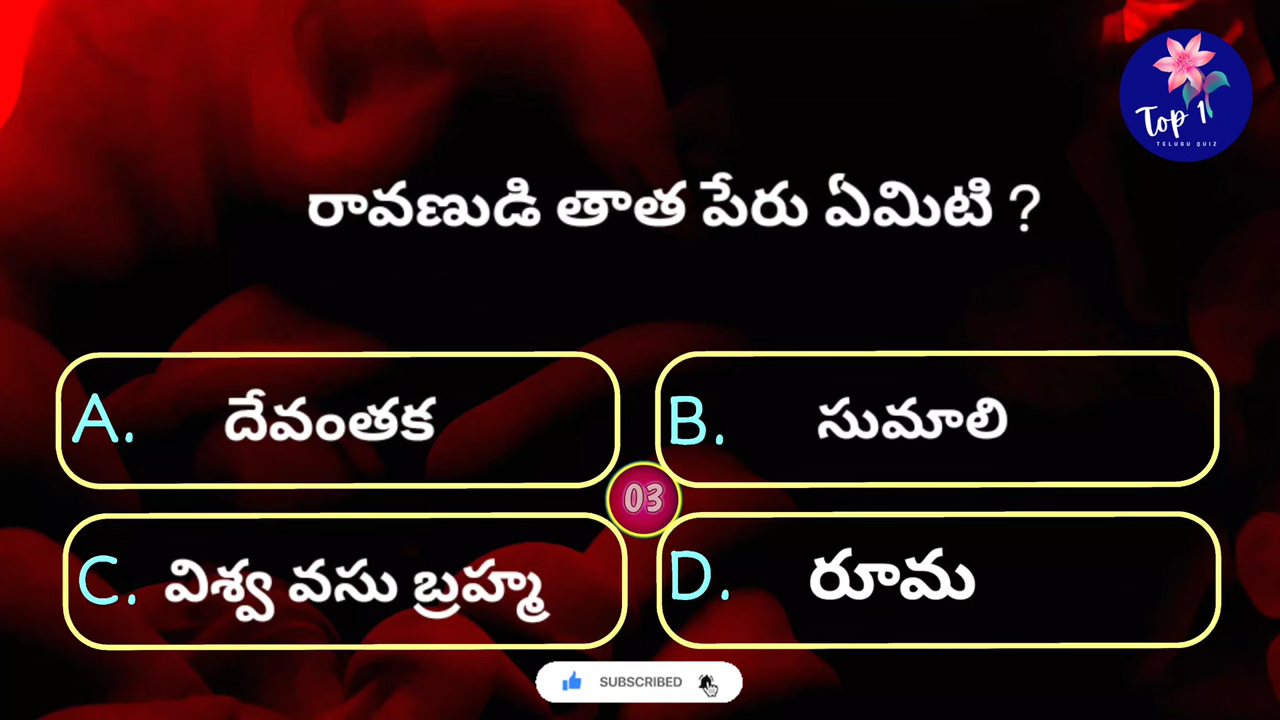 Top 1
TELUGU QUIZ
రావణుడి తాత పేరు ఏమిటి ?
A. దేవంతక
B. సుమాలి
03
C. విశ్వ వసు బ్రహ్మ
D. రూమ
SUBSCRIBED